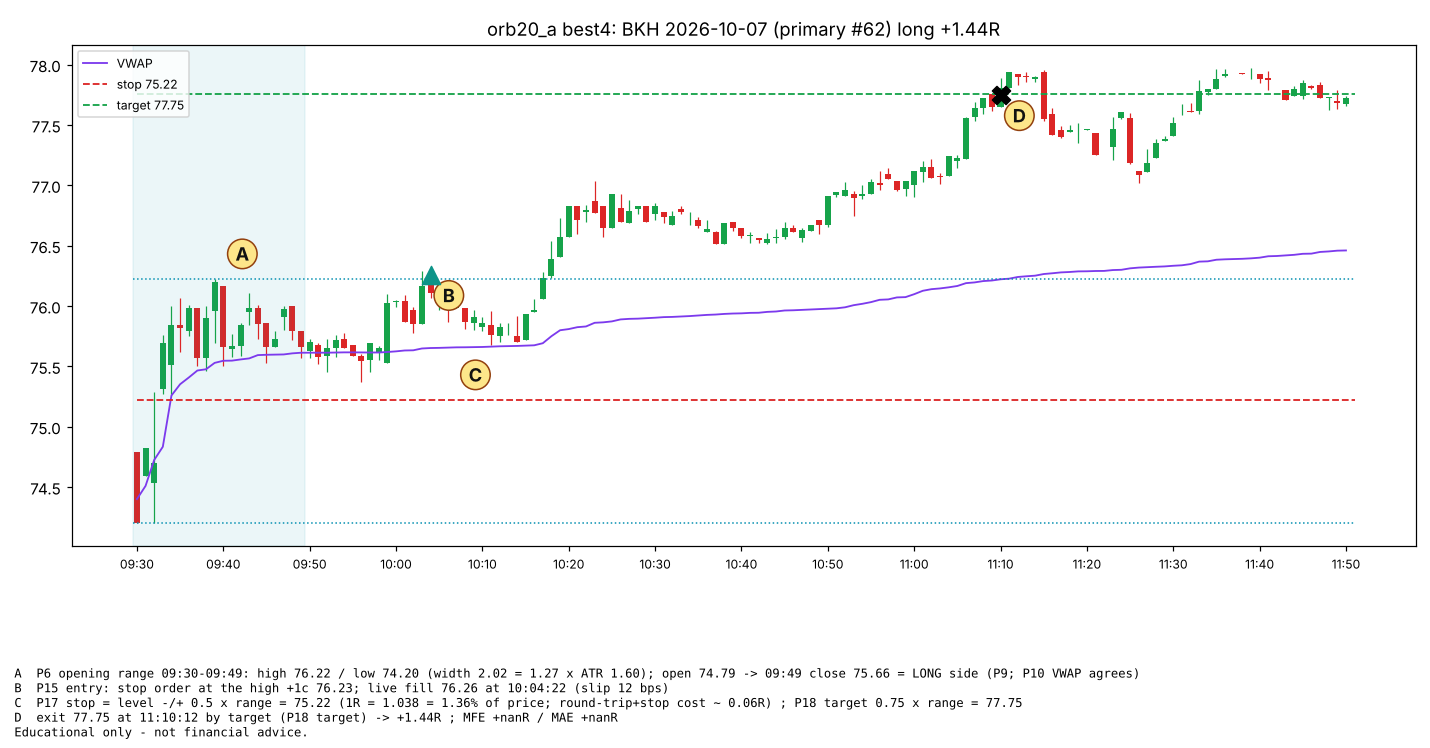 orb20_a best4: BKH 2026-10-07 (primary #62) long +1.44R
VWAP
stop 75.22
target 77.75
78.0
77.5
77.0
76.5
76.0
75.5
75.0
74.5
A
B
C
D
09:30 09:40 09:50 10:00 10:10 10:20 10:30 10:40 10:50 11:00 11:10 11:20 11:30 11:40 11:50
A P6 opening range 09:30-09:49: high 76.22 / low 74.20 (width 2.02 = 1.27 x ATR 1.60); open 74.79 -> 09:49 close 75.66 = LONG side (P9; P10 VWAP agrees)
B P15 entry: stop order at the high +1c 76.23; live fill 76.26 at 10:04:22 (slip 12 bps)
C P17 stop = level -/+ 0.5 x range = 75.22 (1R = 1.038 = 1.36% of price; round-trip+stop cost ~ 0.06R) ; P18 target 0.75 x range = 77.75
D exit 77.75 at 11:10:12 by target (P18 target) -> +1.44R ; MFE +nanR / MAE +nanR
Educational only - not financial advice.